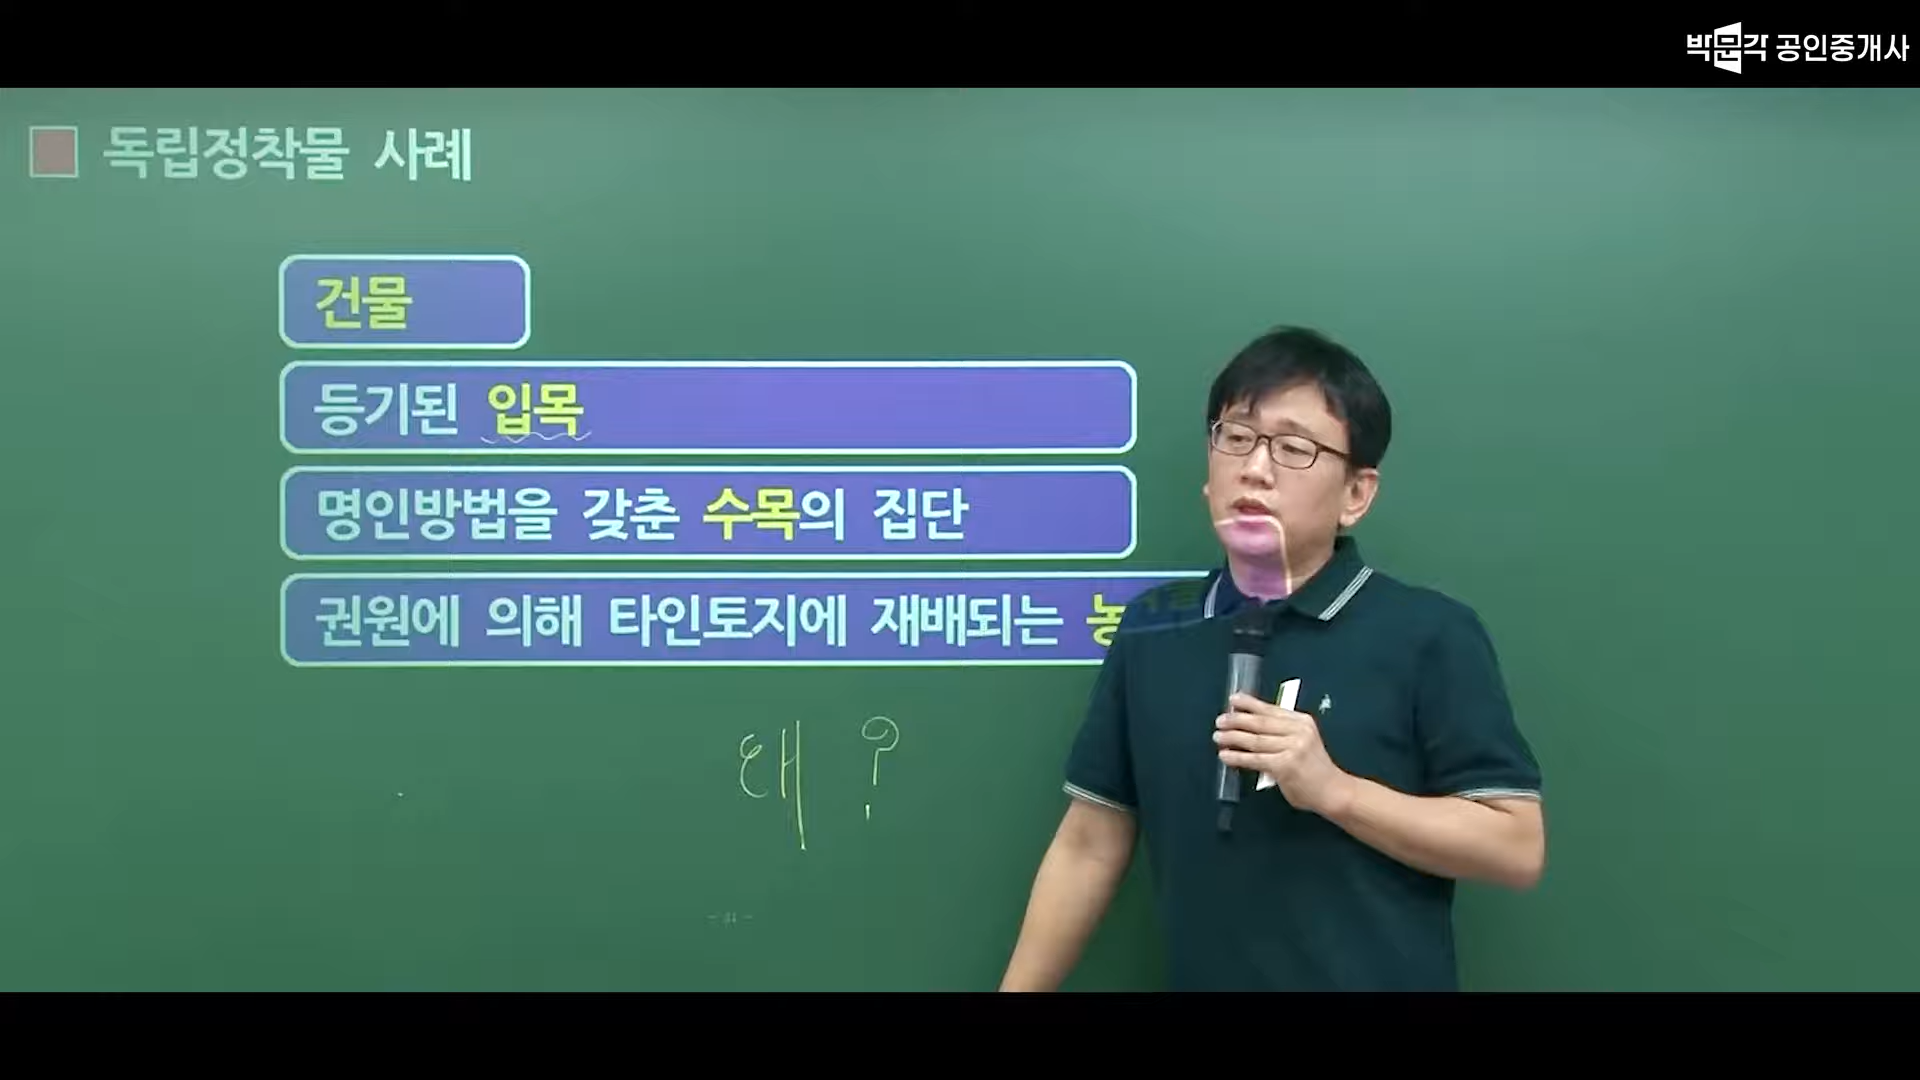 박문각 공인중개사
독립정착물 사례
건물
등기된 입목
명인방법을 갖춘 수목의 집단
권원에 의해 타인토지에 재배되는 농
왜 ?